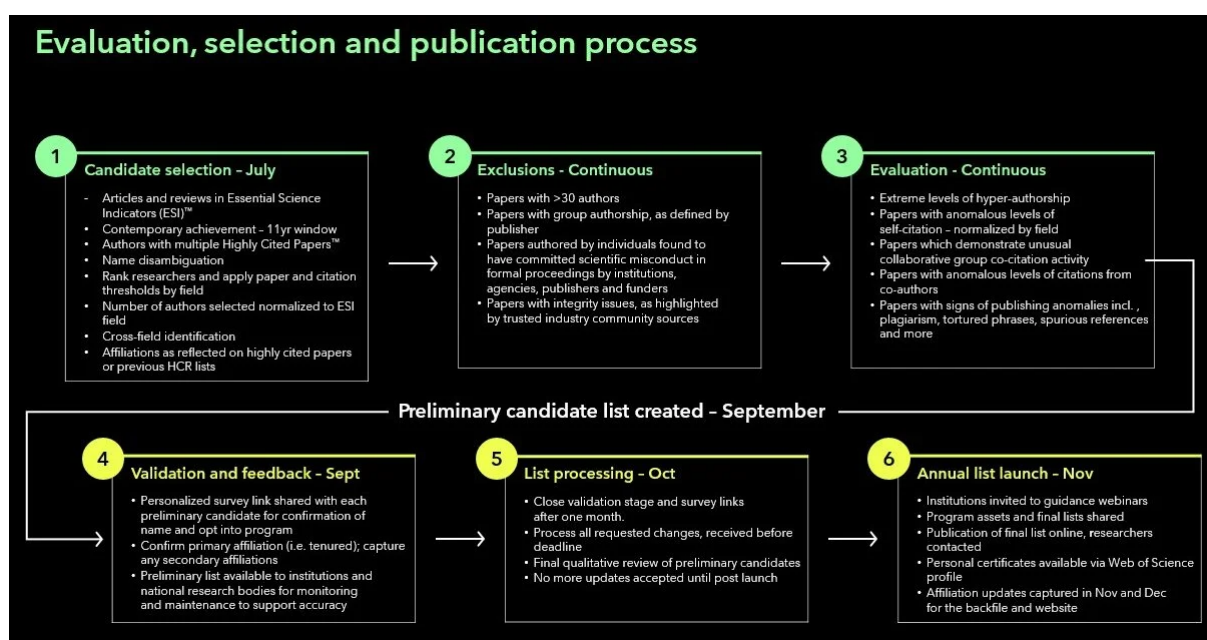 Evaluation, selection and publication process
1
Candidate selection – July
- Articles and reviews in Essential Science
Indicators (ESI)™
• Contemporary achievement – 11yr window
• Authors with multiple Highly Cited Papers™
• Name disambiguation
• Rank researchers and apply paper and citation
thresholds by field
• Number of authors selected normalized to ESI
field
• Cross-field identification
• Affiliations as reflected on highly cited papers
or previous HCR lists
2
Exclusions - Continuous
• Papers with >30 authors
• Papers with group authorship, as defined by
publisher
• Papers authored by individuals found to
have committed scientific misconduct in
formal proceedings by institutions,
agencies, publishers and funders
• Papers with integrity issues, as highlighted
by trusted industry community sources
3
Evaluation - Continuous
• Extreme levels of hyper-authorship
• Papers with anomalous levels of
self-citation – normalized by field
• Papers which demonstrate unusual
collaborative group co-citation activity
• Papers with anomalous levels of citations from
co-authors
• Papers with signs of publishing anomalies incl. ,
plagiarism, tortured phrases, spurious references
and more
Preliminary candidate list created – September
4
Validation and feedback – Sept
• Personalized survey link shared with each
preliminary candidate for confirmation of
name and opt into program
• Confirm primary affiliation (i.e. tenured); capture
any secondary affiliations
• Preliminary list available to institutions and
national research bodies for monitoring
and maintenance to support accuracy
5
List processing – Oct
• Close validation stage and survey links
after one month.
• Process all requested changes, received before
deadline
• Final qualitative review of preliminary candidates
• No more updates accepted until post launch
6
Annual list launch – Nov
• Institutions invited to guidance webinars
• Program assets and final lists shared
• Publication of final list online, researchers
contacted
• Personal certificates available via Web of Science
profile
• Affiliation updates captured in Nov and Dec
for the backfile and website